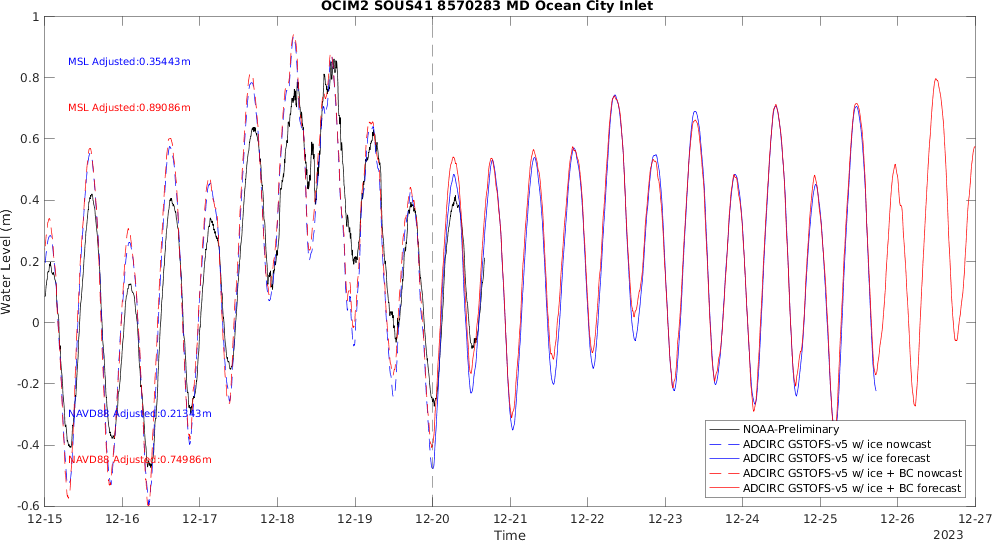 OCIM2 SOUS41 8570283 MD Ocean City Inlet
1
0.8
0.6
0.4
0.2
0
-0.2
-0.4
-0.6
Water Level (m)
MSL Adjusted:0.35443m
MSL Adjusted:0.89086m
NAVD88 Adjusted:0.21343m
NAVD88 Adjusted:0.74986m
NOAA-Preliminary
ADCIRC GSTOFS-v5 w/ ice nowcast
ADCIRC GSTOFS-v5 w/ ice forecast
ADCIRC GSTOFS-v5 w/ ice + BC nowcast
ADCIRC GSTOFS-v5 w/ ice + BC forecast
12-15 12-16 12-17 12-18 12-19 12-20 12-21 12-22 12-23 12-24 12-25 12-26 12-27
Time
2023